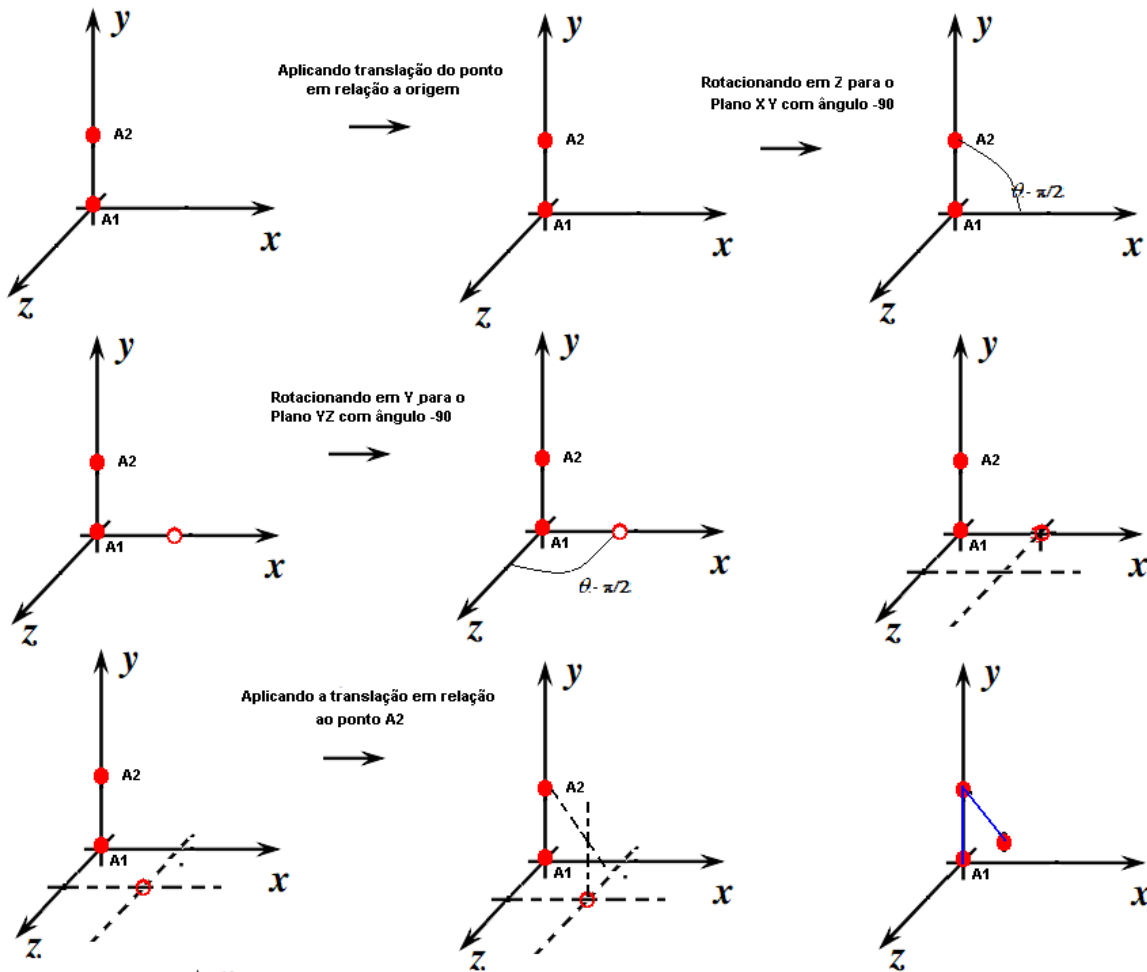 y
A2
A1
x
z
Aplicando translação do ponto
em relação a origem
y
A2
A1
x
z
Rotacionando em Z para o
Plano X Y com ângulo -90
y
A2
θ - π/2
A1
x
z
y
A2
A1
x
z
Rotacionando em Y para o
Plano YZ com ângulo -90
y
A2
A1
x
θ - π/2
z
y
A2
A1
x
z
y
A2
A1
x
z.
Aplicando a translação em relação
ao ponto A2
y
A2
A1
x
z.
y
A1
x
z